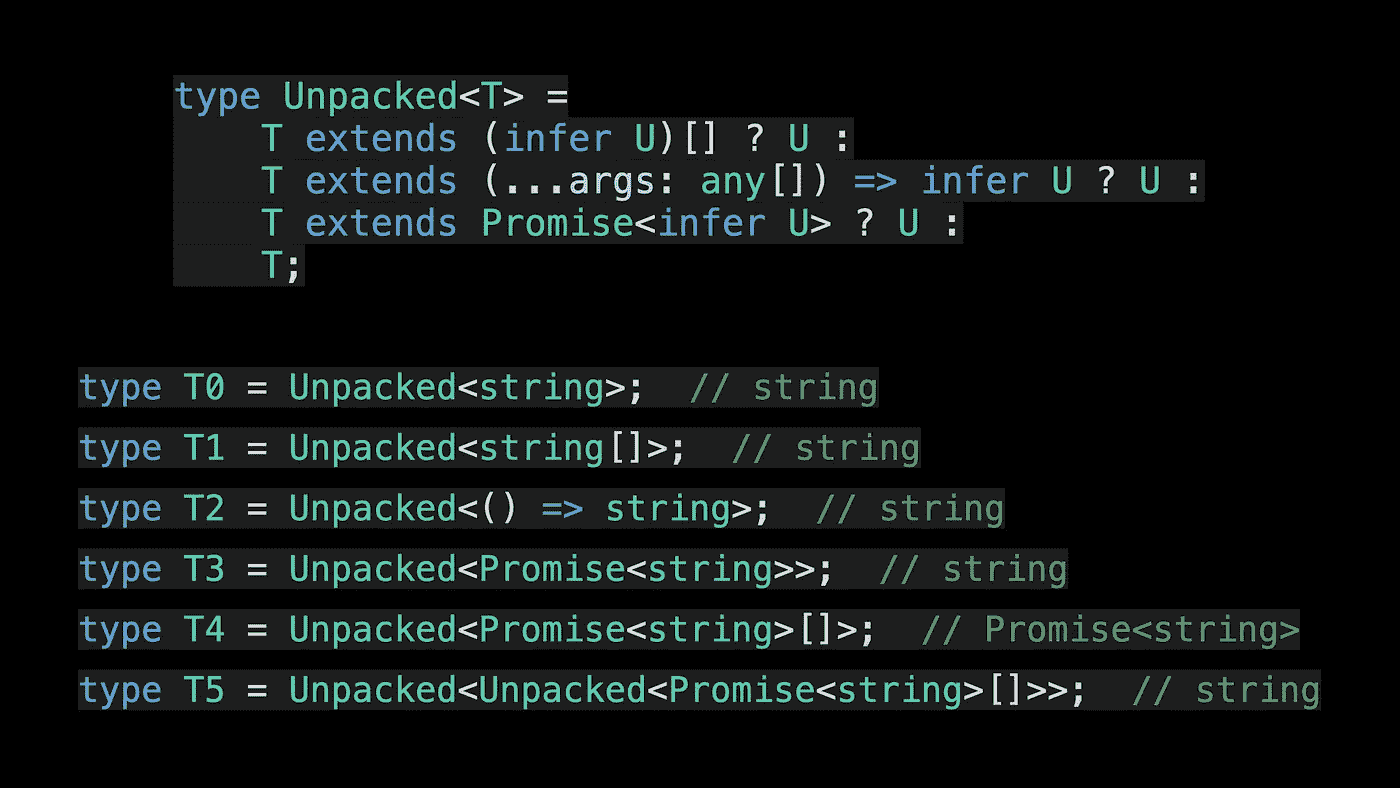 type Unpacked<T> =
    T extends (infer U)[] ? U :
    T extends (...args: any[]) => infer U ? U :
    T extends Promise<infer U> ? U :
    T;
type T0 = Unpacked<string>;  // string
type T1 = Unpacked<string[]>;  // string
type T2 = Unpacked<() => string>;  // string
type T3 = Unpacked<Promise<string>>;  // string
type T4 = Unpacked<Promise<string>[]>;  // Promise<string>
type T5 = Unpacked<Unpacked<Promise<string>[]>>;  // string